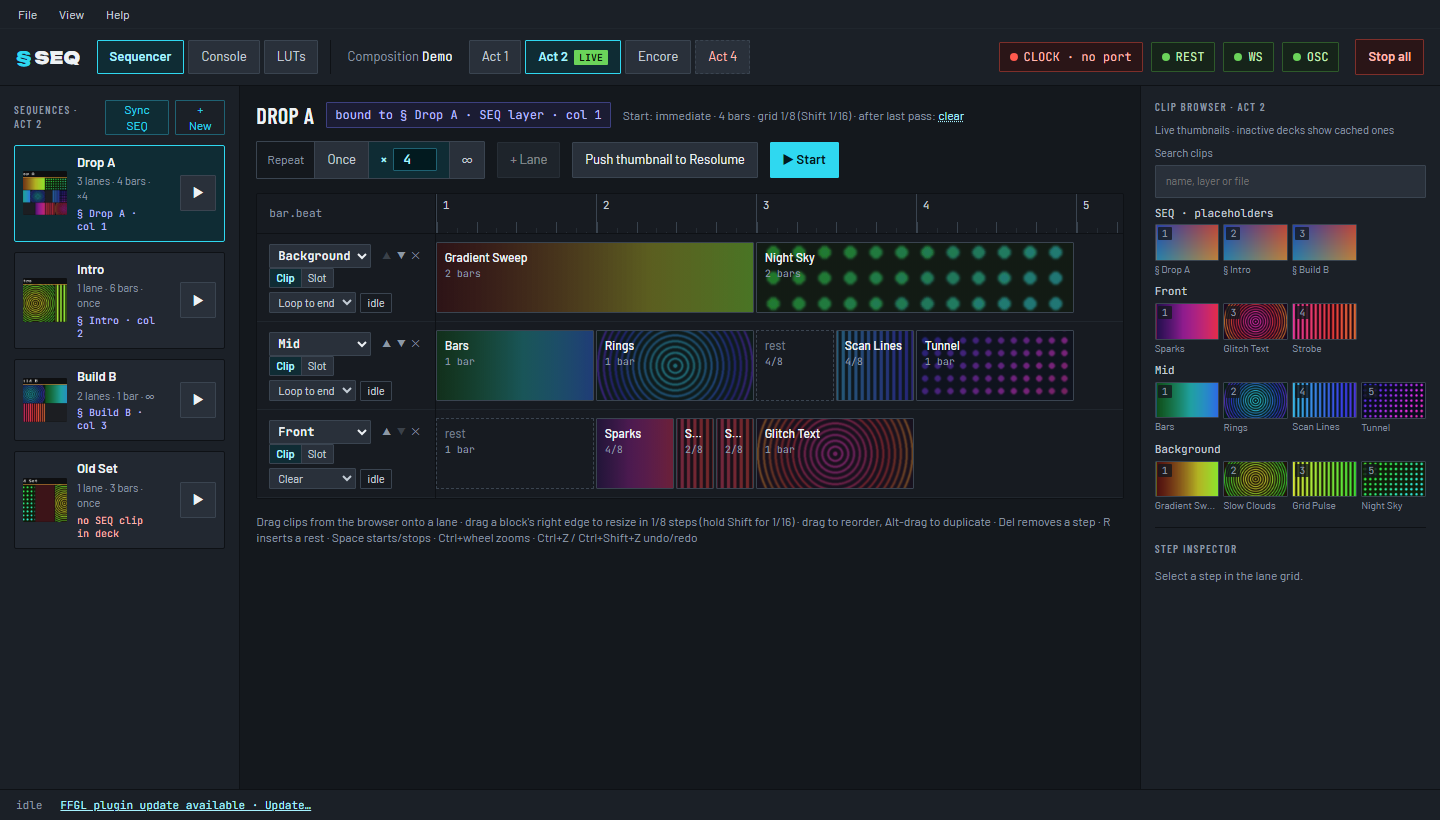 File View Help
§ SEQ Sequencer Console LUTs Composition Demo Act 1 Act 2 LIVE Encore Act 4 CLOCK · no port REST WS OSC Stop all
SEQUENCES · ACT 2
Sync SEQ
+ New
Drop A
3 lanes · 4 bars · ×4
§ Drop A · col 1
Intro
1 lane · 6 bars · once
§ Intro · col 2
Build B
2 lanes · 1 bar · ∞
§ Build B · col 3
Old Set
1 lane · 3 bars · once
no SEQ clip in deck
DROP A bound to § Drop A · SEQ layer · col 1 Start: immediate · 4 bars · grid 1/8 (Shift 1/16) · after last pass: clear
Repeat Once × 4 ∞ + Lane Push thumbnail to Resolume ▶ Start
bar.beat 1 2 3 4 5
Background
Clip Slot
Loop to end idle
Gradient Sweep
2 bars
Night Sky
2 bars
Mid
Clip Slot
Loop to end idle
Bars
1 bar
Rings
1 bar
rest
4/8
Scan Lines
4/8
Tunnel
1 bar
Front
Clip Slot
Clear idle
rest
1 bar
Sparks
4/8
S...
2/8
S...
2/8
Glitch Text
1 bar
Drag clips from the browser onto a lane · drag a block's right edge to resize in 1/8 steps (hold Shift for 1/16) · drag to reorder, Alt-drag to duplicate · Del removes a step · R
inserts a rest · Space starts/stops · Ctrl+wheel zooms · Ctrl+Z / Ctrl+Shift+Z undo/redo
CLIP BROWSER · ACT 2
Live thumbnails · inactive decks show cached ones
Search clips
name, layer or file
SEQ · placeholders
1 2 3
§ Drop A § Intro § Build B
Front
1 3 4
Sparks Glitch Text Strobe
Mid
1 2 4 5
Bars Rings Scan Lines Tunnel
Background
1 2 3 5
Gradient Sw... Slow Clouds Grid Pulse Night Sky
STEP INSPECTOR
Select a step in the lane grid.
idle FFGL plugin update available · Update…